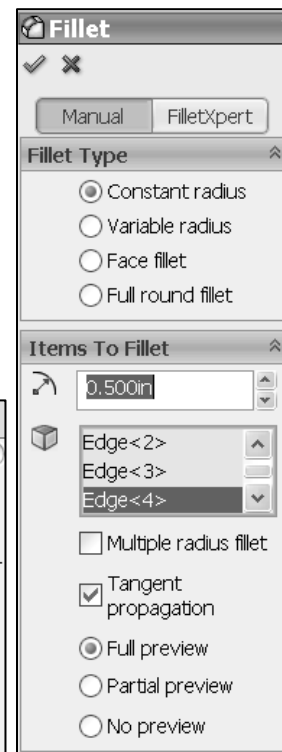 Fillet
Manual FilletXpert
Fillet Type
Constant radius
Variable radius
Face fillet
Full round fillet
Items To Fillet
0.500in
Edge<2>
Edge<3>
Edge<4>
Multiple radius fillet
Tangent
propagation
Full preview
Partial preview
No preview